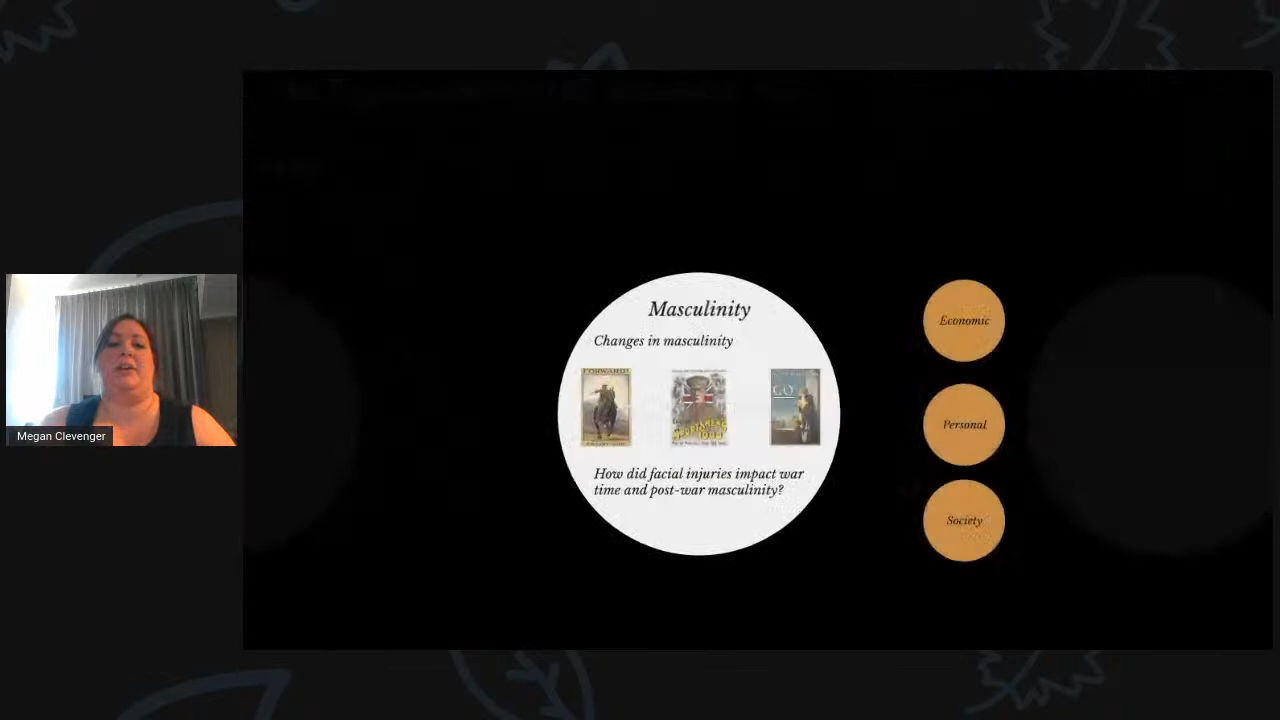 Masculinity
Changes in masculinity
FORWARD!
GO
How did facial injuries impact war
time and post-war masculinity?
Economic
Personal
Society
Megan Clevenger